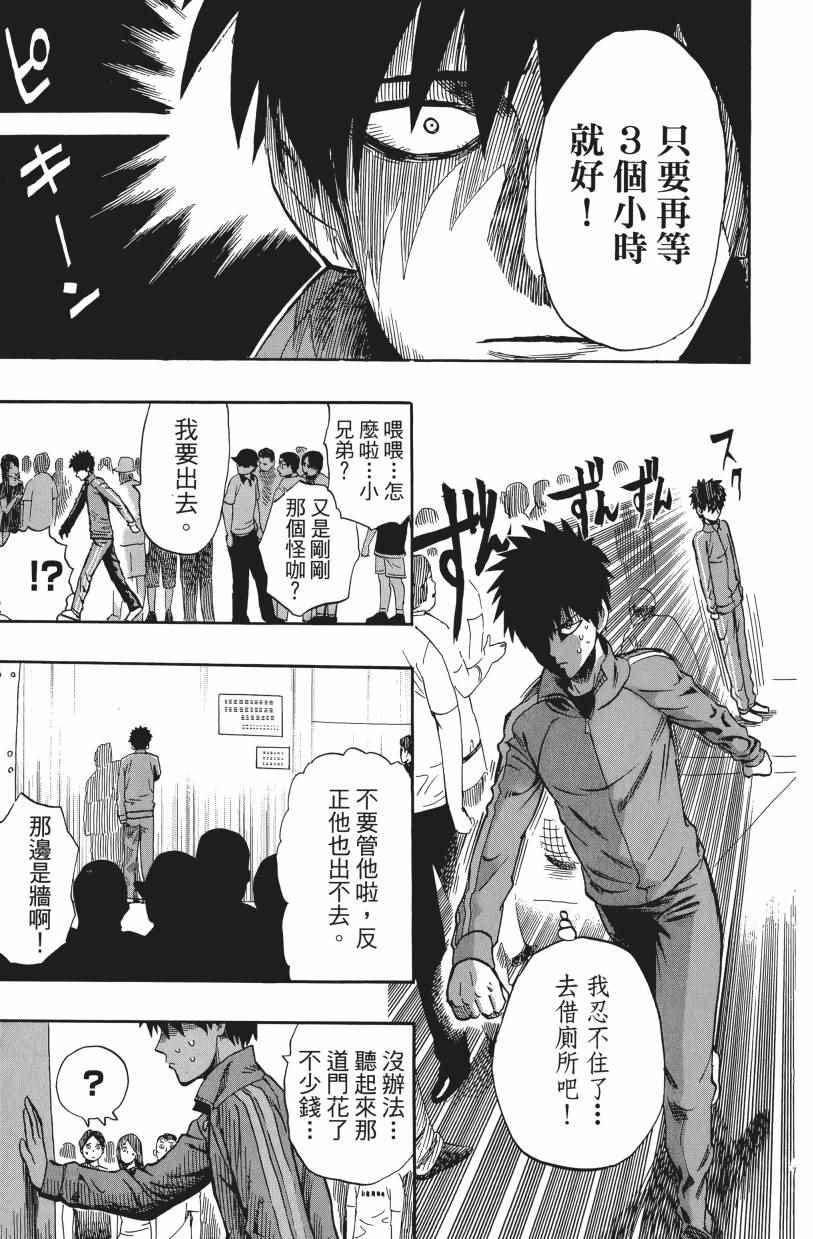 只要再等
3個小時
就好！
ピ
キーン
スク
ずん
ずん
ずん
我忍不住了…
去借廁所吧！
喂喂…怎
麼啦…小
兄弟？
又是剛剛
那個怪咖？
我要出去。
!?
不要管他啦，反
正他也出不去。
那邊是牆啊！
沒辦法…
聽起來那
道門花了
不少錢…
?